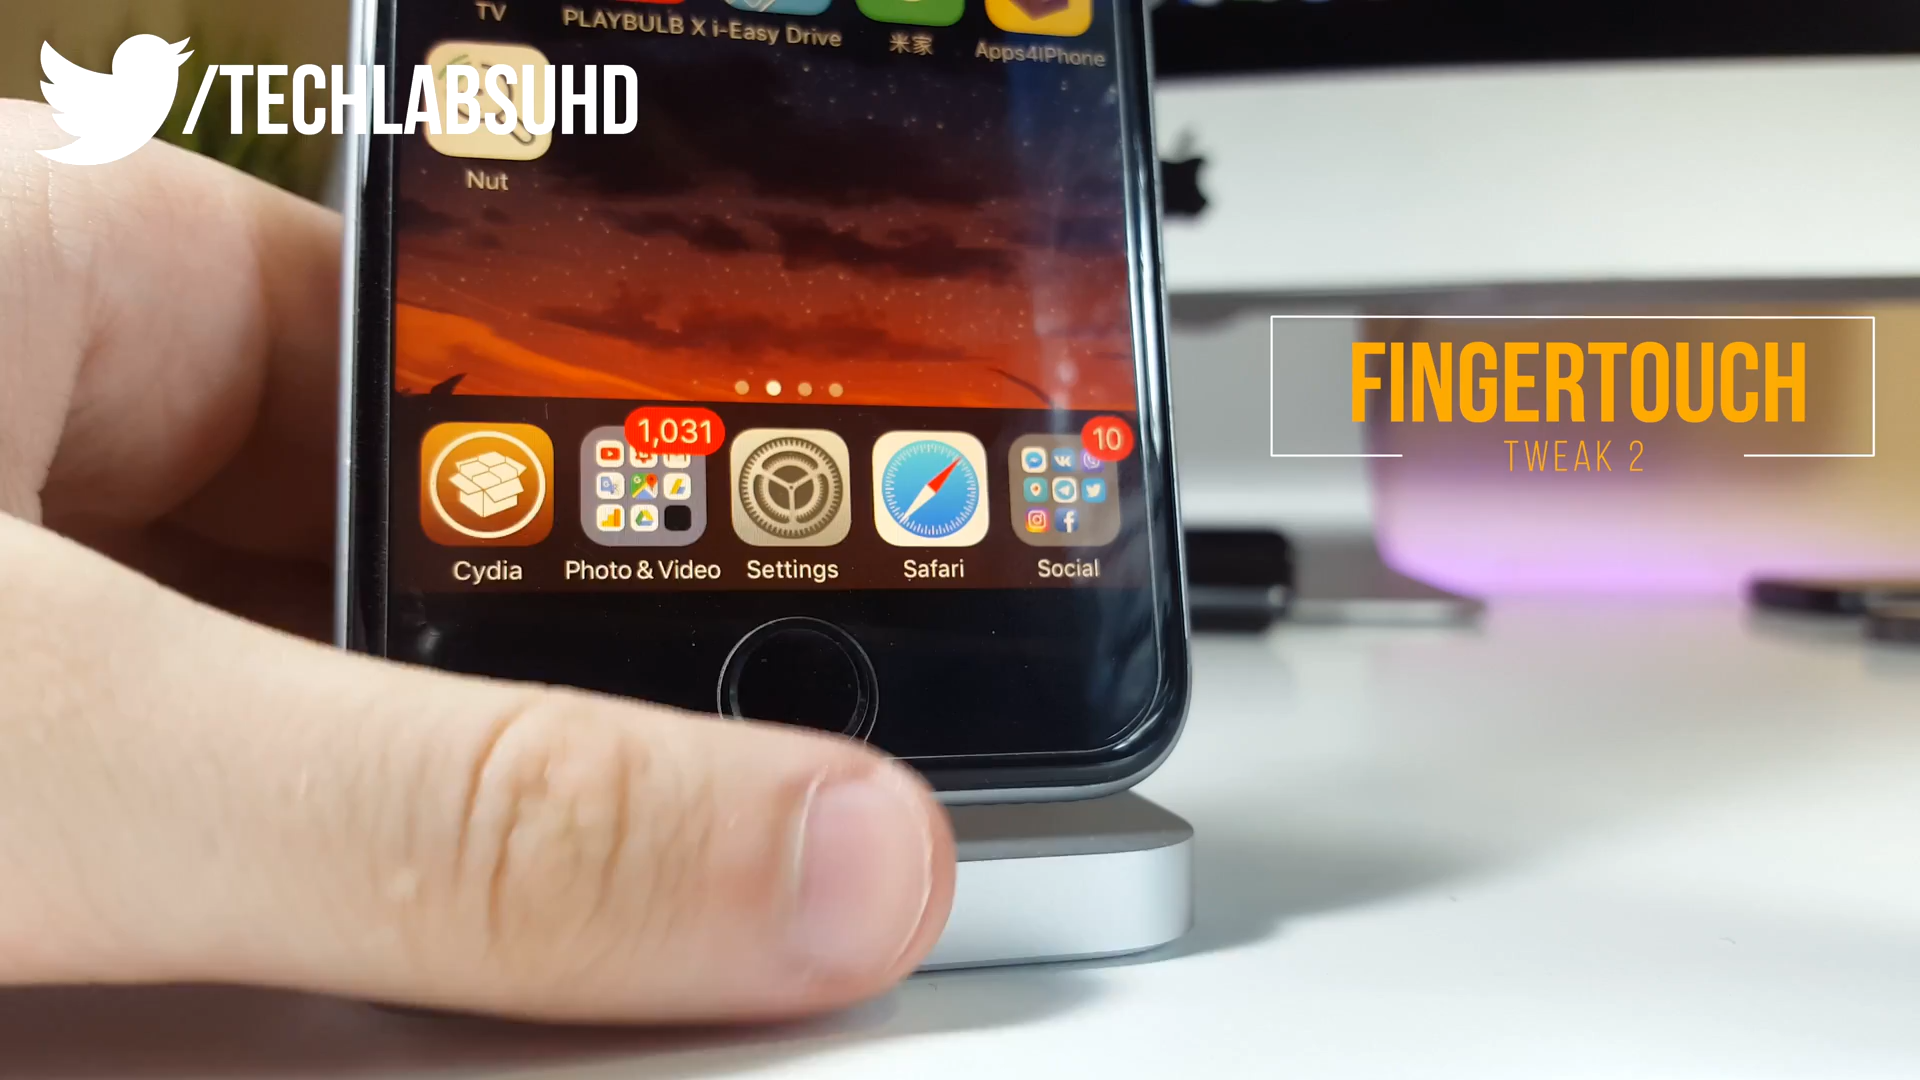 TV
PLAYBULB X
i-Easy Drive
米家
Apps4iPhone
/TECHLABSUHD
Nut
FINGERTOUCH
TWEAK 2
1,031
10
Cydia
Photo & Video
Settings
Safari
Social